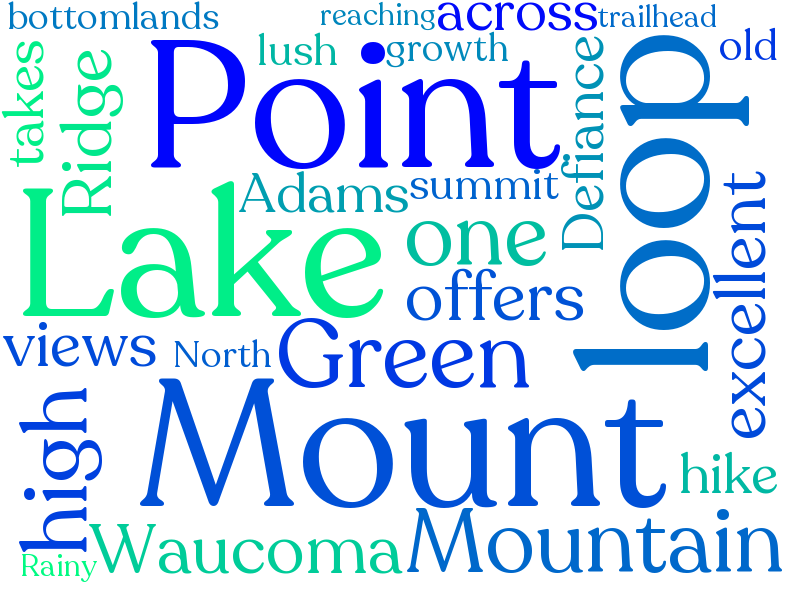 bottomlands
reaching
across
trailhead
takes
Ridge
lush
growth
Point
Defiance
loop
old
Adams
summit
Lake
one
offers
excellent
views
North
Green
high
Mount
hike
Rainy
Waucoma
Mountain